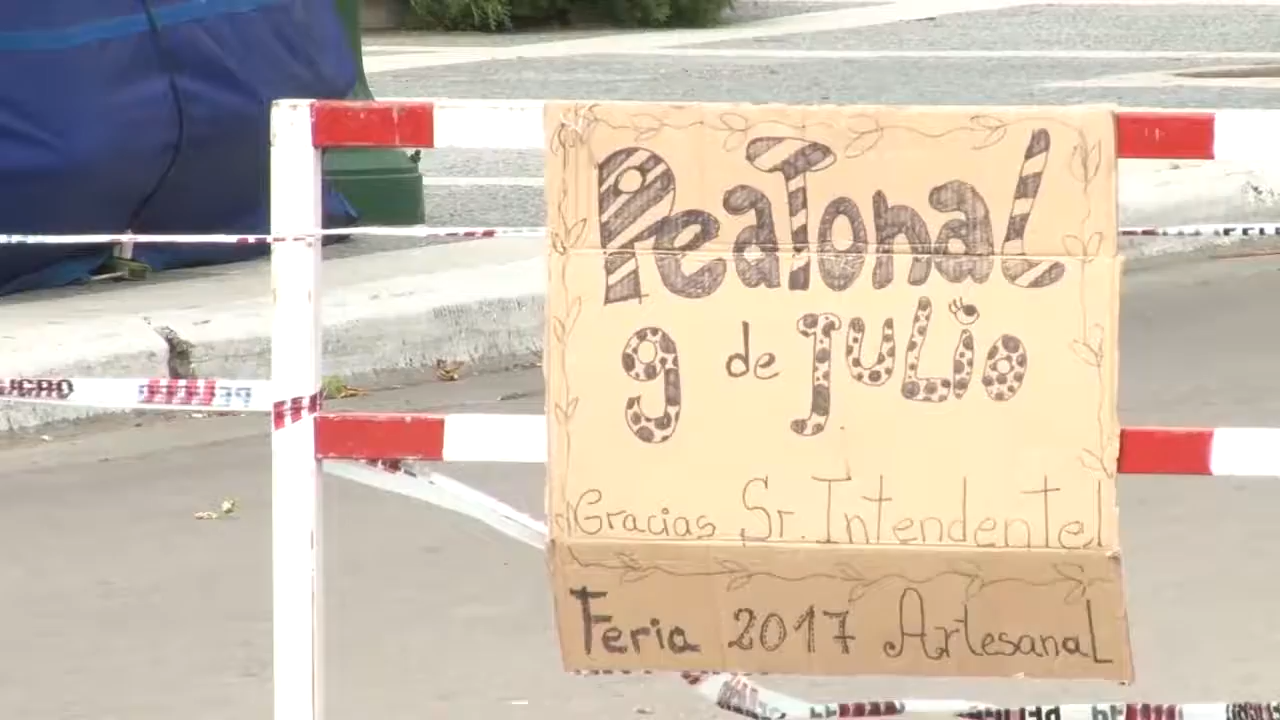 PeaTonal
9 de JULio
Gracias Sr. Intendente!
Feria 2017 ArtesanaL